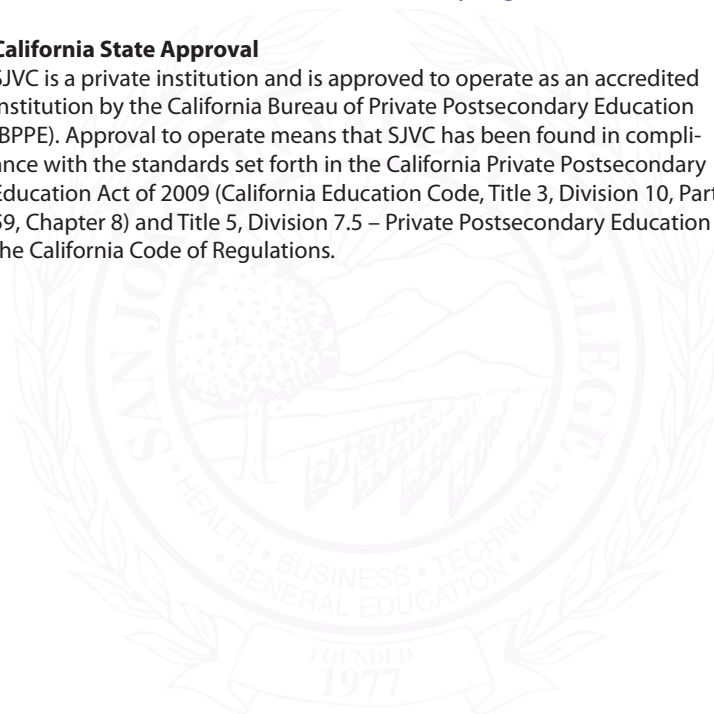 California State Approval
SJVC is a private institution and is approved to operate as an accredited
institution by the California Bureau of Private Postsecondary Education
(BPPE). Approval to operate means that SJVC has been found in compli-
ance with the standards set forth in the California Private Postsecondary
Education Act of 2009 (California Education Code, Title 3, Division 10, Part
59, Chapter 8) and Title 5, Division 7.5 – Private Postsecondary Education
the California Code of Regulations.
SAN JO
OLLEGE
• HEALTH • BUSINESS • TECHNICAL •
• GENERAL EDUCATION •
FOUNDED
1977